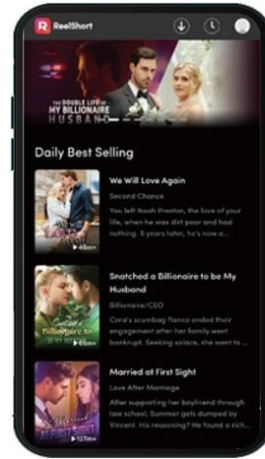 ReelShort
THE DOUBLE LIFE OF
MY BILLIONAIRE
HUSBAND
Daily Best Selling
We Will Love Again
Second Chance
You left Noah Preston, the love of your
life, when he was dirt poor and had
nothing. 5 years later, he's now a...
Snatched a Billionaire to be My
Husband
Billionaire/CEO
Cora's scumbag fiance ended their
engagement after her family went
bankrupt. Seeking solace, she went to ...
Married at First Sight
Love After Marriage
After supporting her boyfriend through
law school, Summer gets dumped by
Vincent. His reasoning? He found a rich...